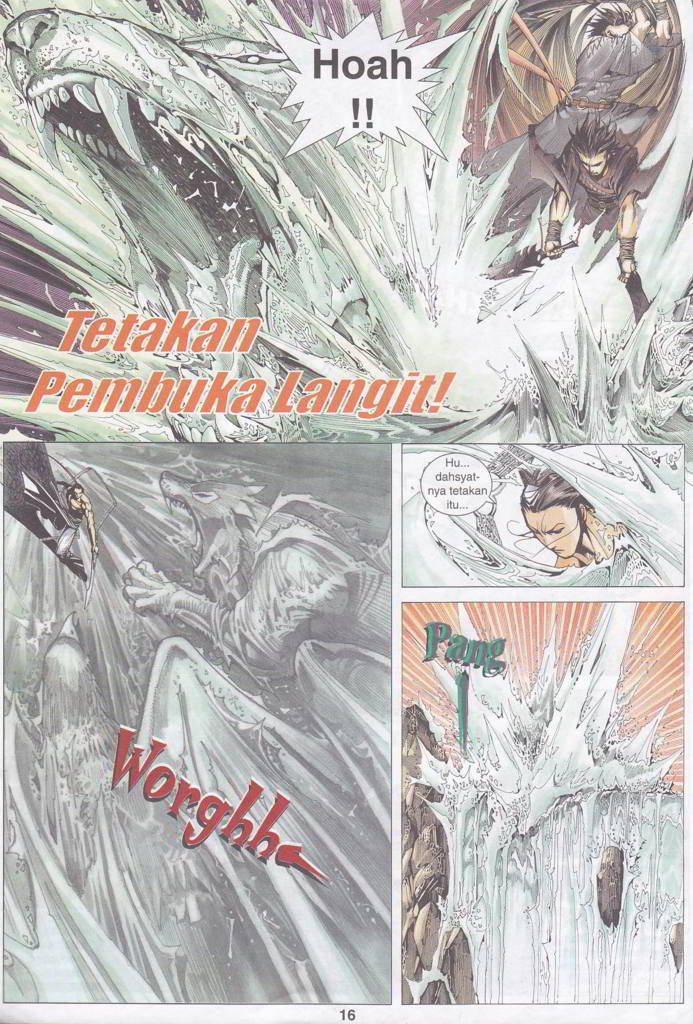 Hoah
!!
Tetakan
Pembuka Langit!
Hu...
dahsyat-
nya tetakan
itu...
Pang
!
Worghh
16